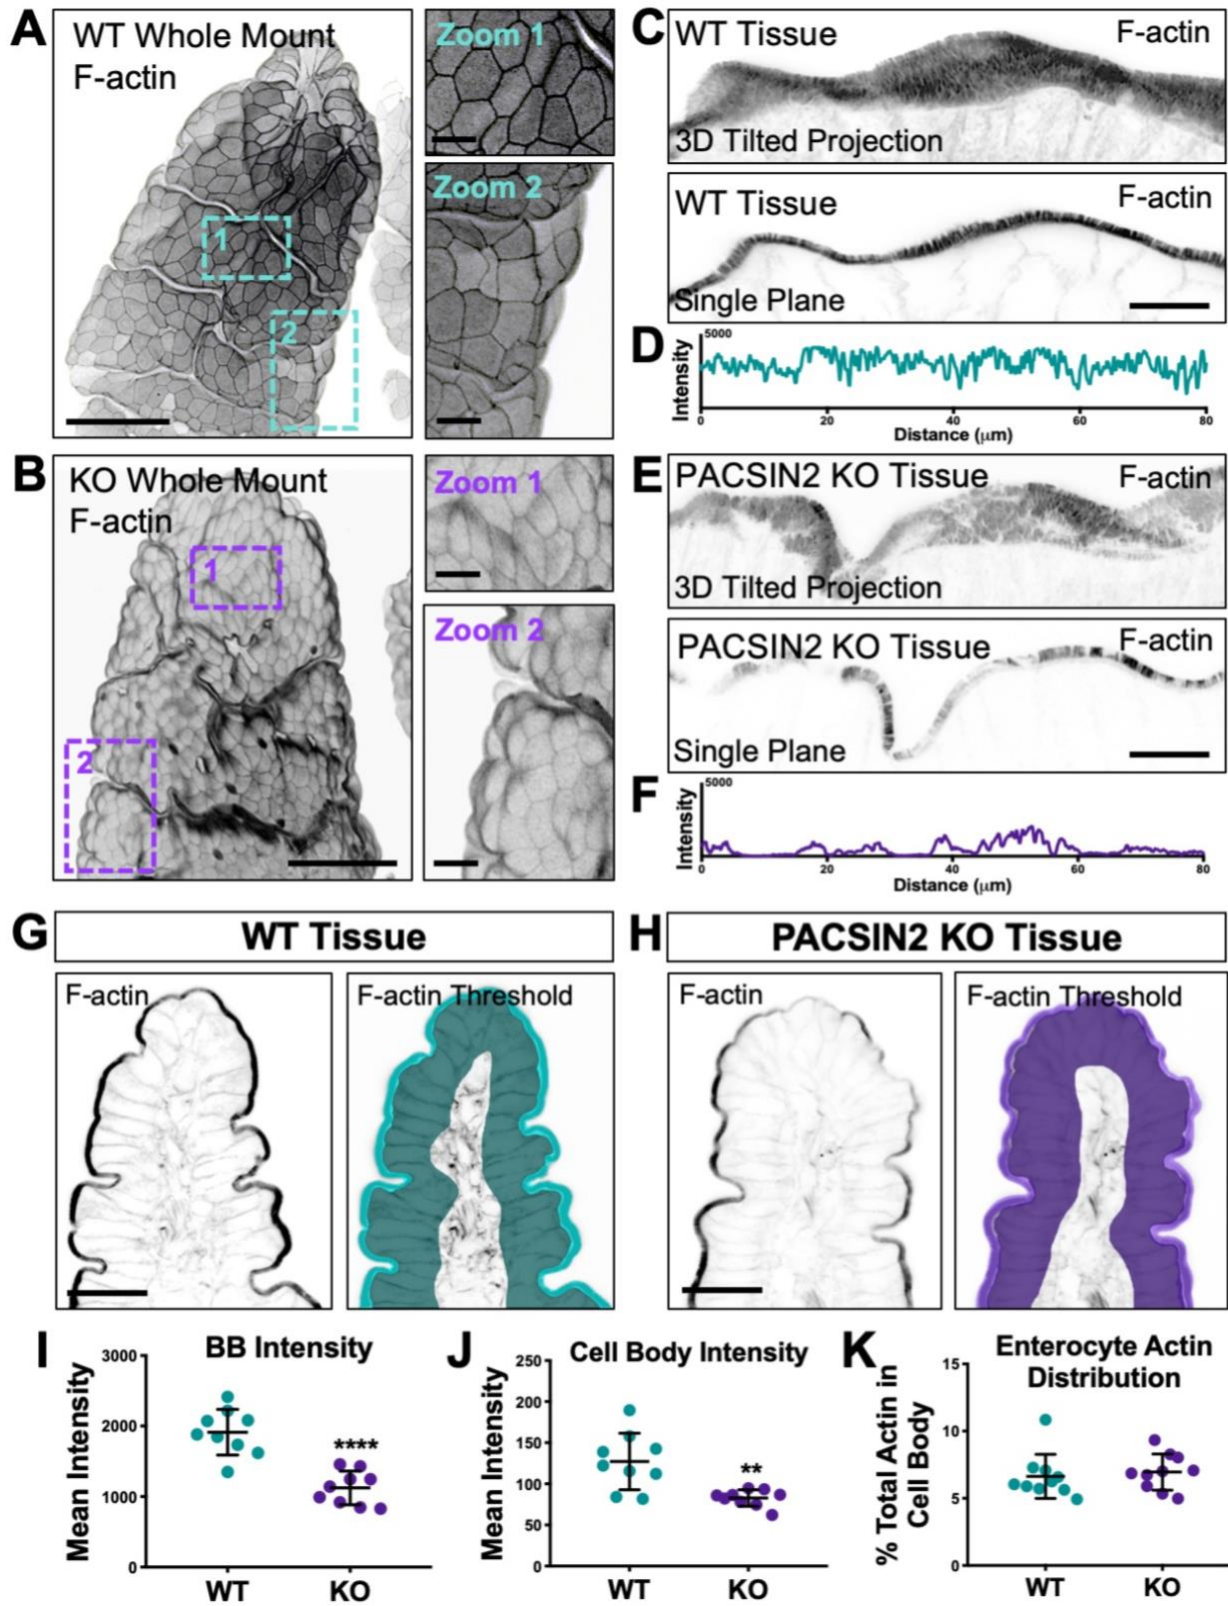 A
WT Whole Mount
F-actin
1
2
Zoom 1
Zoom 2
C
WT Tissue
F-actin
3D Tilted Projection
WT Tissue
F-actin
Single Plane
D
Intensity
5000
0
20
40
60
80
Distance (μm)
B
KO Whole Mount
F-actin
1
2
Zoom 1
Zoom 2
E
PACSIN2 KO Tissue
F-actin
3D Tilted Projection
PACSIN2 KO Tissue
F-actin
Single Plane
F
Intensity
5000
0
20
40
60
80
Distance (μm)
G
WT Tissue
F-actin
F-actin Threshold
H
PACSIN2 KO Tissue
F-actin
F-actin Threshold
I
BB Intensity
Mean Intensity
3000
2000
1000
0
****
WT
KO
J
Cell Body Intensity
Mean Intensity
250
200
150
100
50
0
**
WT
KO
K
Enterocyte Actin
Distribution
% Total Actin in
Cell Body
15
10
5
0
WT
KO